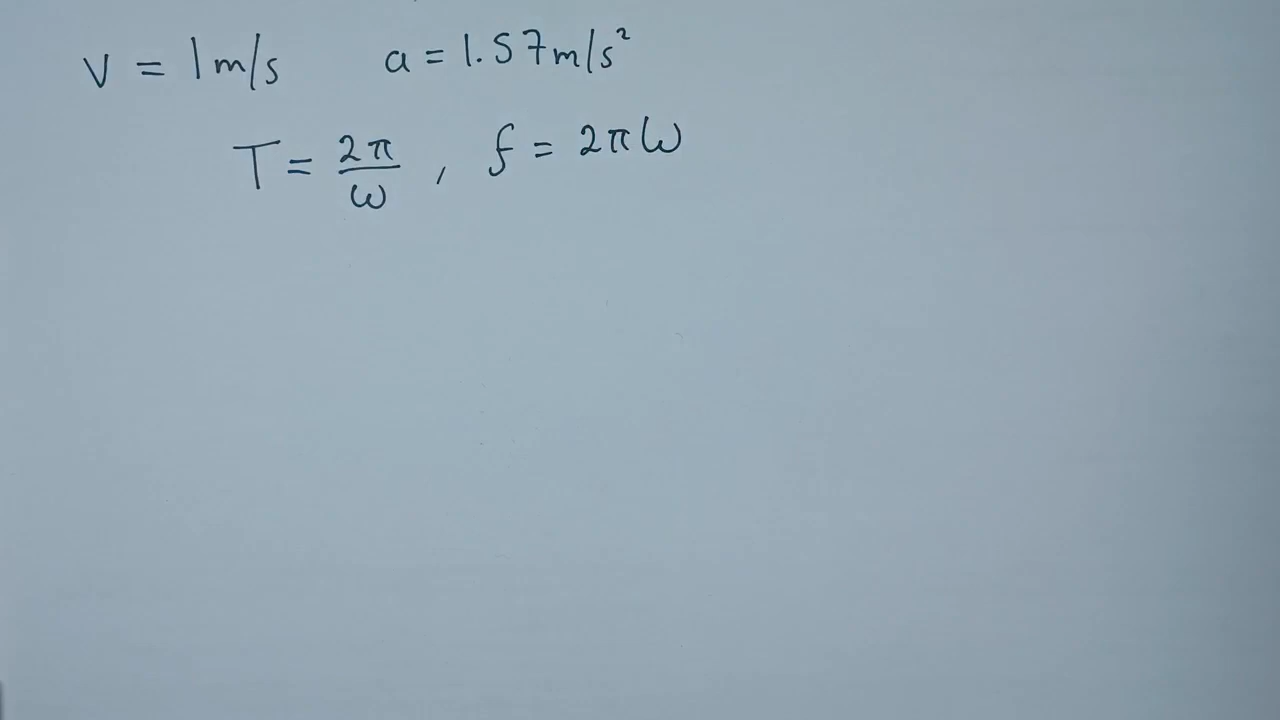 v = 1m/s a = 1.57m/s²
T = 2π/ω , f = 2πω